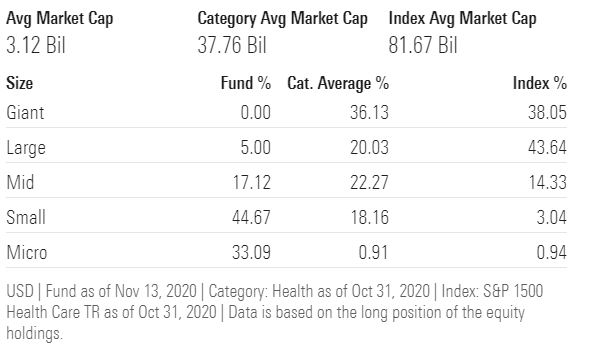 Avg Market Cap Category Avg Market Cap Index Avg Market Cap
3.12 Bil 37.76 Bil 81.67 Bil
Size Fund % Cat. Average % Index %
Giant 0.00 36.13 38.05
Large 5.00 20.03 43.64
Mid 17.12 22.27 14.33
Small 44.67 18.16 3.04
Micro 33.09 0.91 0.94
USD | Fund as of Nov 13, 2020 | Category: Health as of Oct 31, 2020 | Index: S&P 1500
Health Care TR as of Oct 31, 2020 | Data is based on the long position of the equity
holdings.